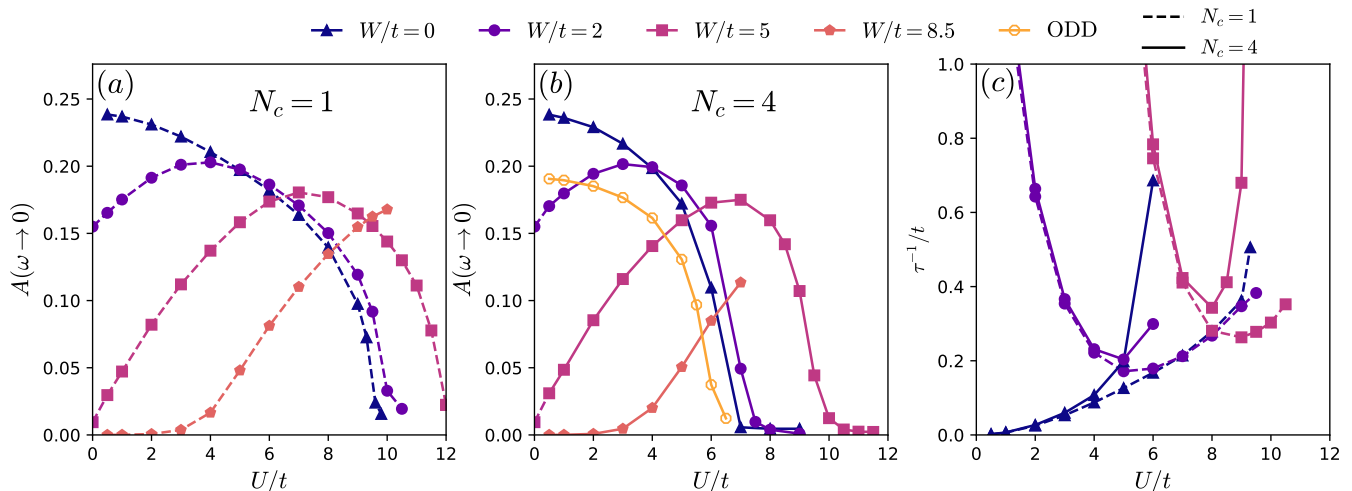 W/t = 0 W/t = 2 W/t = 5 W/t = 8.5 ODD
N_c = 1
N_c = 4
(a) N_c = 1
0.25
0.20
0.15
0.10
0.05
0.00
A(ω → 0)
0 2 4 6 8 10 12
U/t
(b) N_c = 4
0.25
0.20
0.15
0.10
0.05
0.00
A(ω → 0)
0 2 4 6 8 10 12
U/t
(c)
1.0
0.8
0.6
0.4
0.2
0.0
τ⁻¹/t
0 2 4 6 8 10 12
U/t